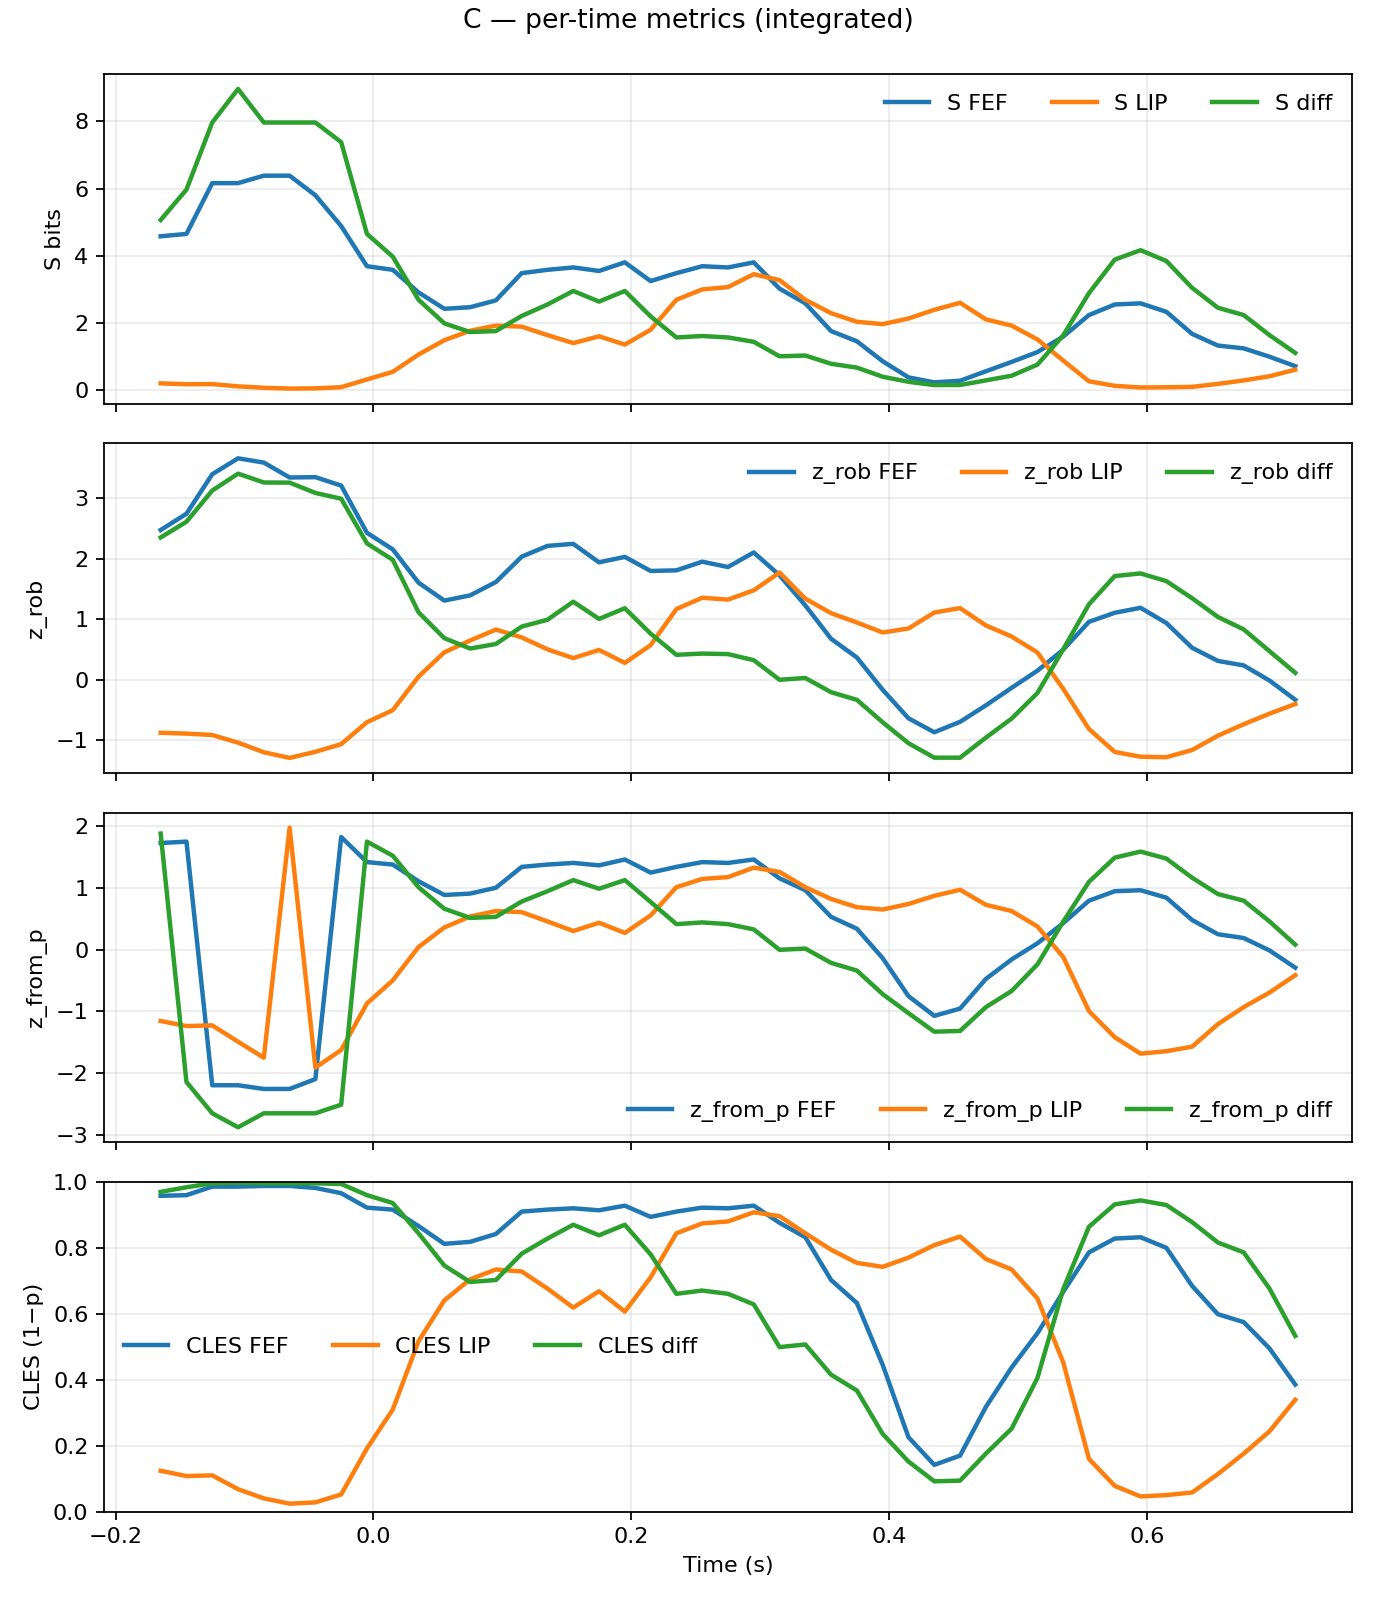 C — per-time metrics (integrated)
S FEF S LIP S diff
8
6
4
2
0
S bits
z_rob FEF z_rob LIP z_rob diff
3
2
1
0
−1
z_rob
2
1
0
−1
−2
−3
z_from_p
z_from_p FEF z_from_p LIP z_from_p diff
1.0
0.8
0.6
0.4
0.2
0.0
CLES (1−p)
CLES FEF CLES LIP CLES diff
−0.2 0.0 0.2 0.4 0.6
Time (s)